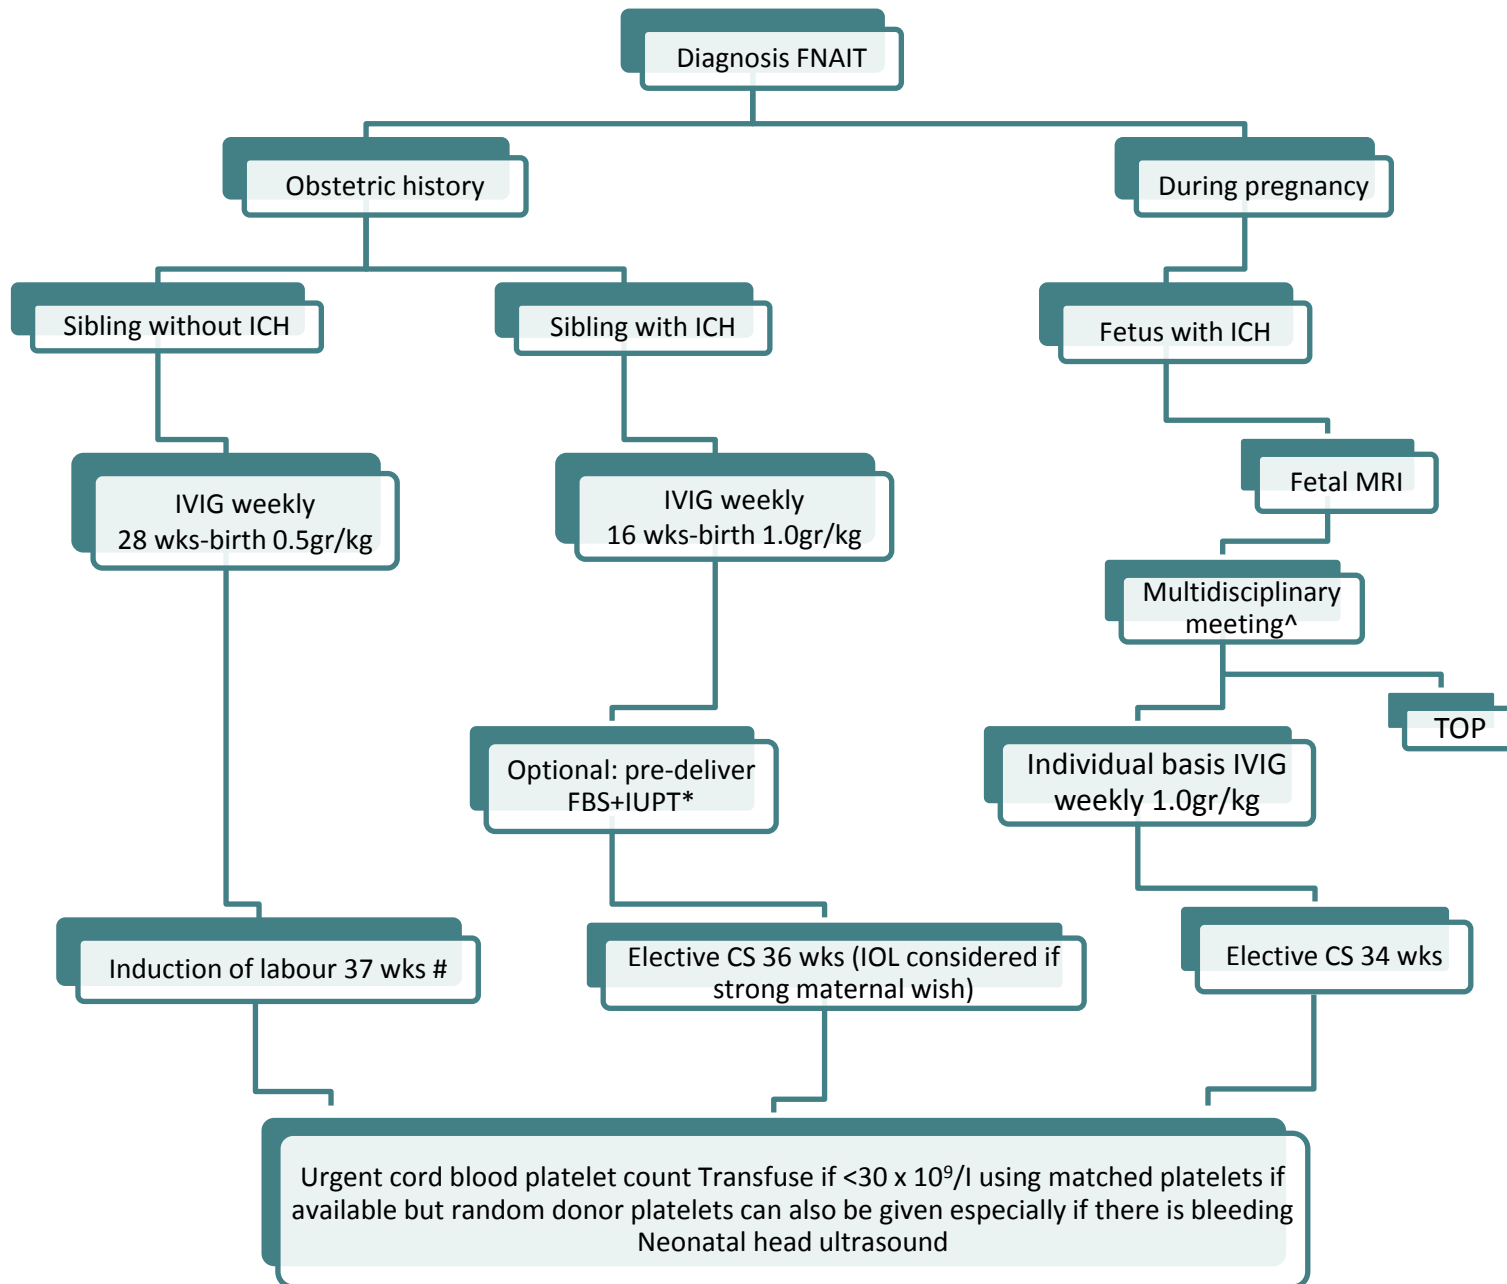 Diagnosis FNAIT
Obstetric history
During pregnancy
Sibling without ICH
Sibling with ICH
Fetus with ICH
Fetal MRI
IVIG weekly
28 wks-birth 0.5gr/kg
IVIG weekly
16 wks-birth 1.0gr/kg
Multidisciplinary
meeting^
TOP
Optional: pre-deliver
FBS+IUPT*
Individual basis IVIG
weekly 1.0gr/kg
Induction of labour 37 wks #
Elective CS 36 wks (IOL considered if
strong maternal wish)
Elective CS 34 wks
Urgent cord blood platelet count Transfuse if <30 x 10⁹/l using matched platelets if
available but random donor platelets can also be given especially if there is bleeding
Neonatal head ultrasound